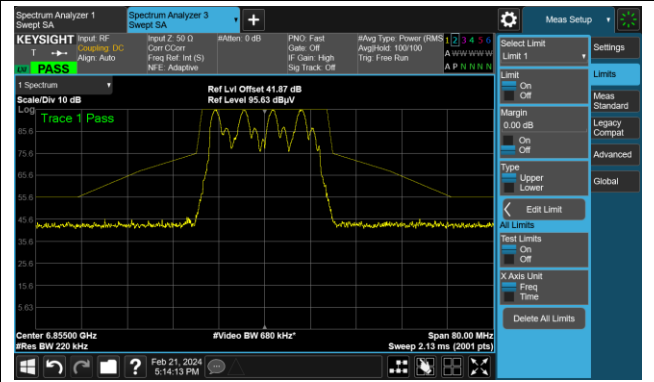 Spectrum Analyzer 1
Swept SA
Spectrum Analyzer 3
Swept SA
Meas Setup
KEYSIGHT
Input: RF
Coupling: DC
Align: Auto
Input Z: 50 Ω
Corr CCorr
Freq Ref: Int (S)
NFE: Adaptive
#Atten: 0 dB
PNO: Fast
Gate: Off
IF Gain: High
Sig Track: Off
#Avg Type: Power (RMS
Avg|Hold: 100/100
Trig: Free Run
1 2 3 4 5 6
A W W W W W
A P N N N N
T
PASS
1 Spectrum
Scale/Div 10 dB
Log
Ref Lvl Offset 41.87 dB
Ref Level 95.63 dBµV
Trace 1 Pass
85.6
75.6
65.6
55.6
45.6
35.6
25.6
15.6
5.63
Center 6.85500 GHz
#Res BW 220 kHz
#Video BW 680 kHz*
Span 80.00 MHz
Sweep 2.13 ms (2001 pts)
Feb 21, 2024
5:14:13 PM
Select Limit
Limit 1
Limit
On
Off
Margin
0.00 dB
On
Off
Type
Upper
Lower
Edit Limit
All Limits
Test Limits
On
Off
X Axis Unit
Freq
Time
Delete All Limits
Settings
Limits
Meas
Standard
Legacy
Compat
Advanced
Global